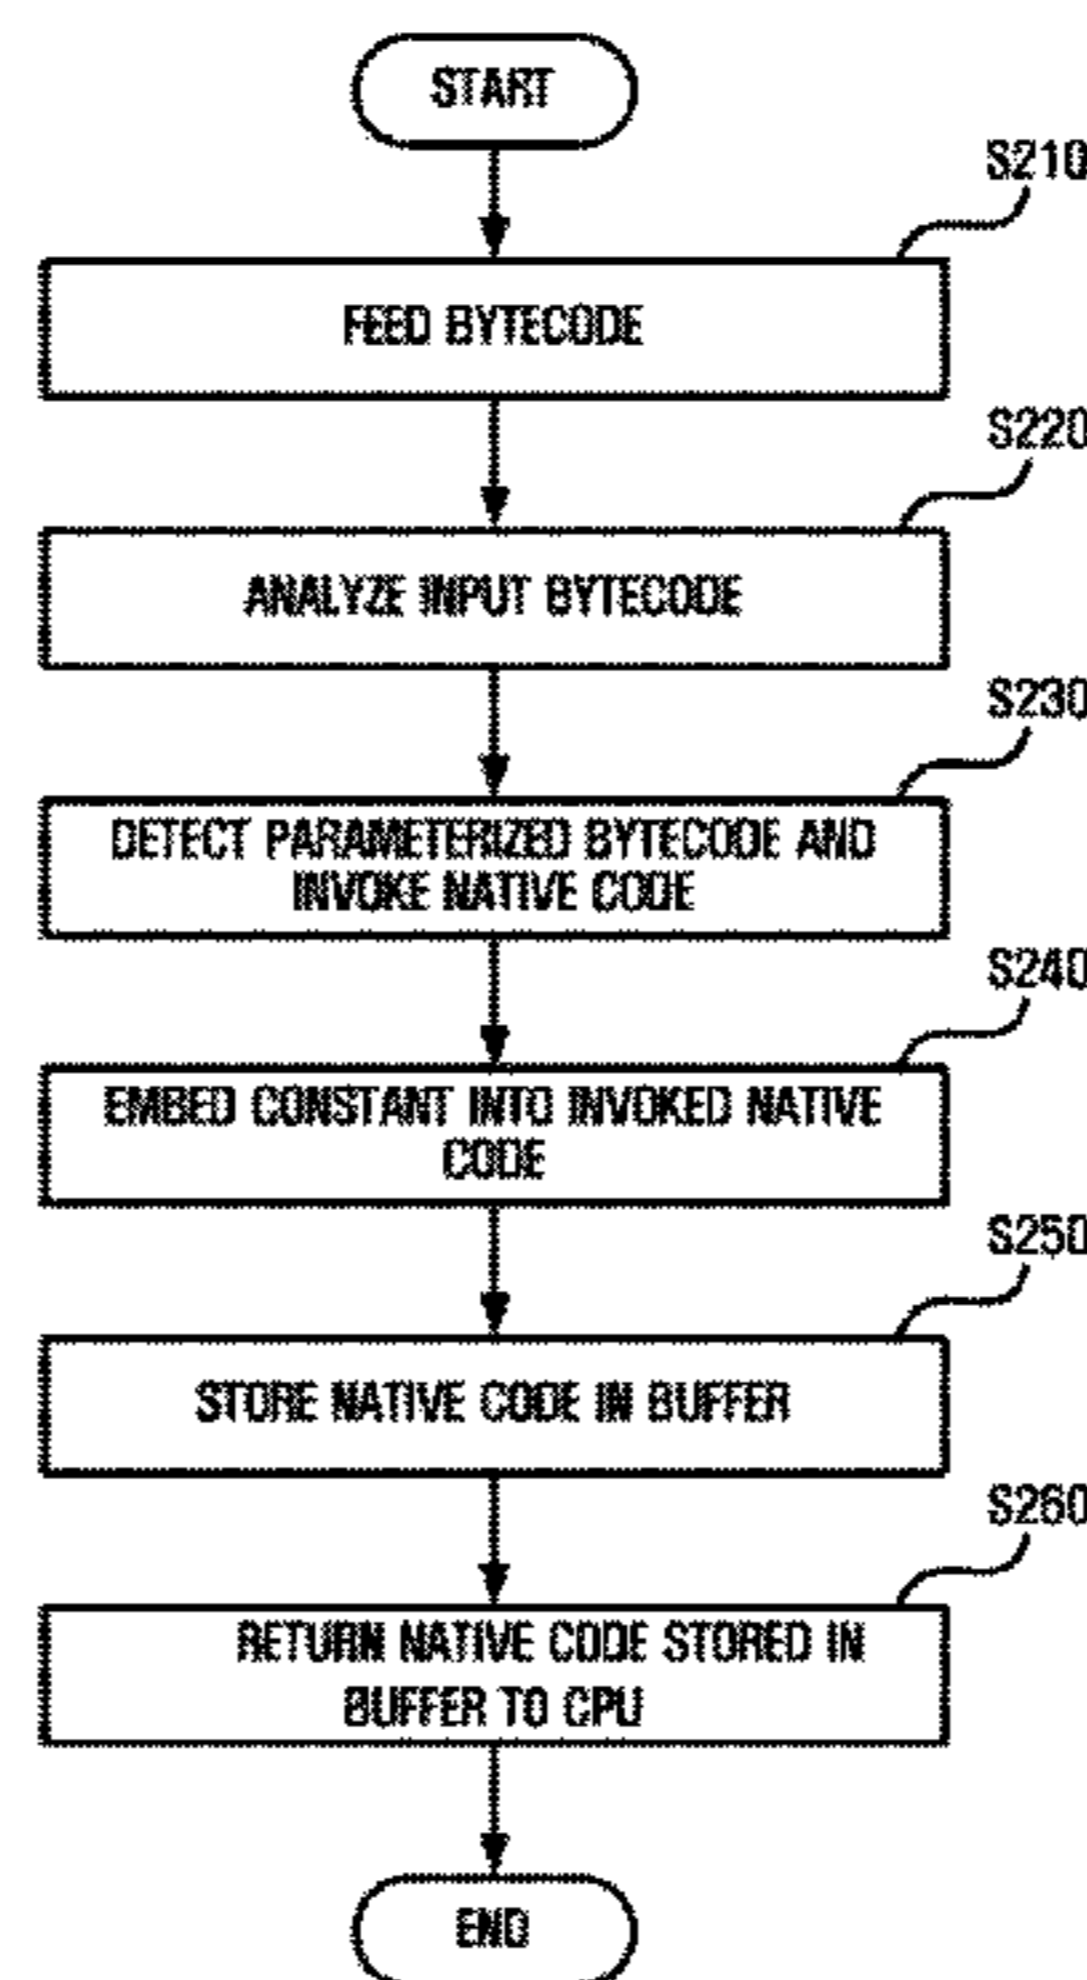 START
S210
FEED BYTECODE
S220
ANALYZE INPUT BYTECODE
S230
DETECT PARAMETERIZED BYTECODE AND
INVOKE NATIVE CODE
S240
EMBED CONSTANT INTO INVOKED NATIVE
CODE
S250
STORE NATIVE CODE IN BUFFER
S260
RETURN NATIVE CODE STORED IN
BUFFER TO CPU
END